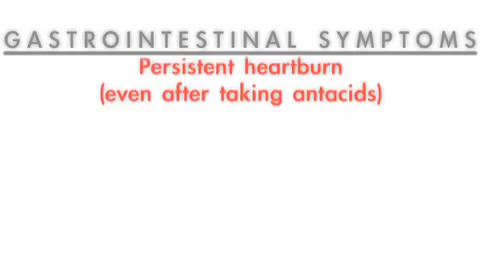 GASTROINTESTINAL SYMPTOMS
Persistent heartburn
(even after taking antacids)